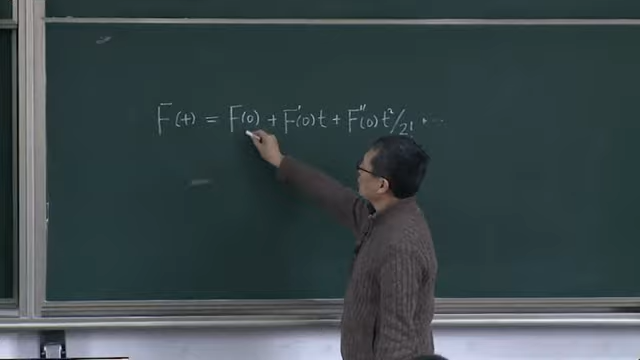 F(t) = F(0) + F'(0)t + F''(0)t²/2! ...